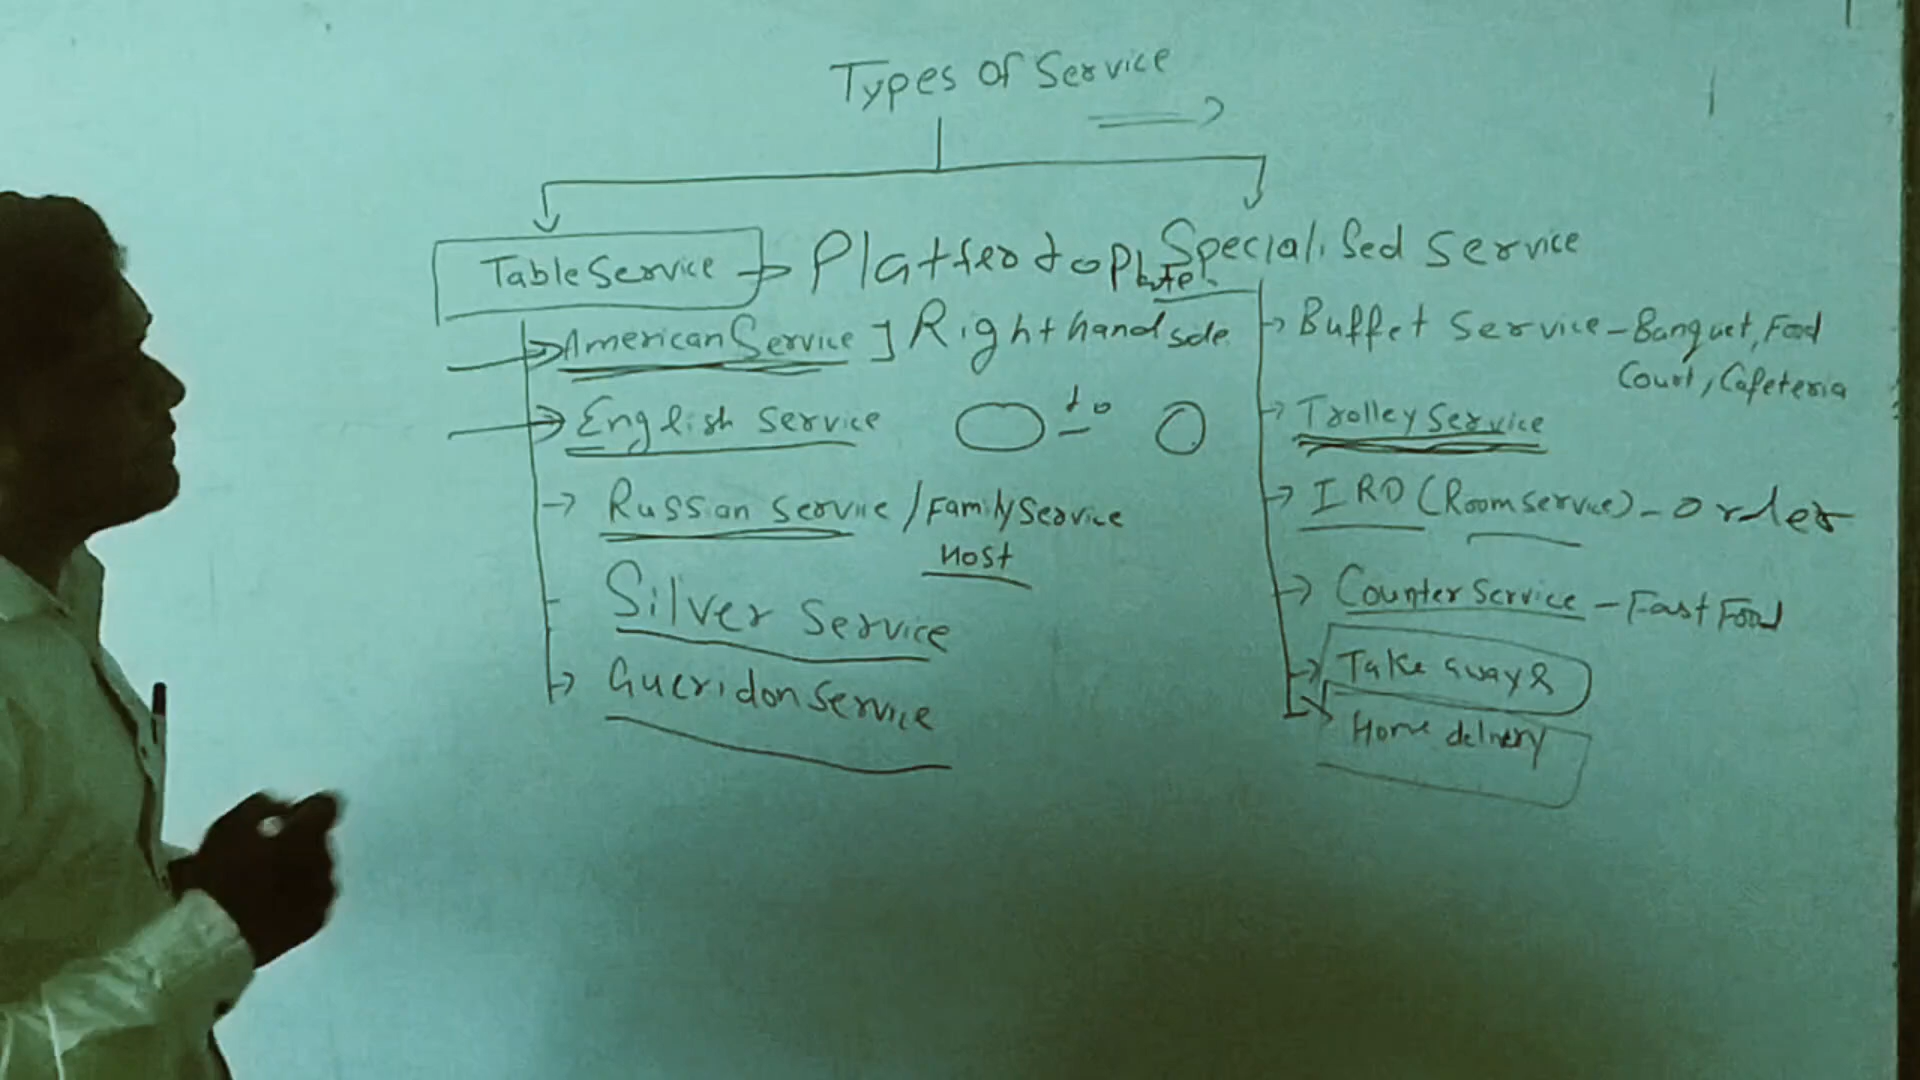 Types of Service
Table Service → Platter to Plate
American Service ] Right hand side
English Service to
Russian Service / Family Service
Host
Silver Service
Gueridon Service
Specialised Service
Buffet Service - Banquet, Food
Court, Cafeteria
Trolley Service
IRD (Room Service) - order
Counter Service - Fast Food
Take away &
Home delivery